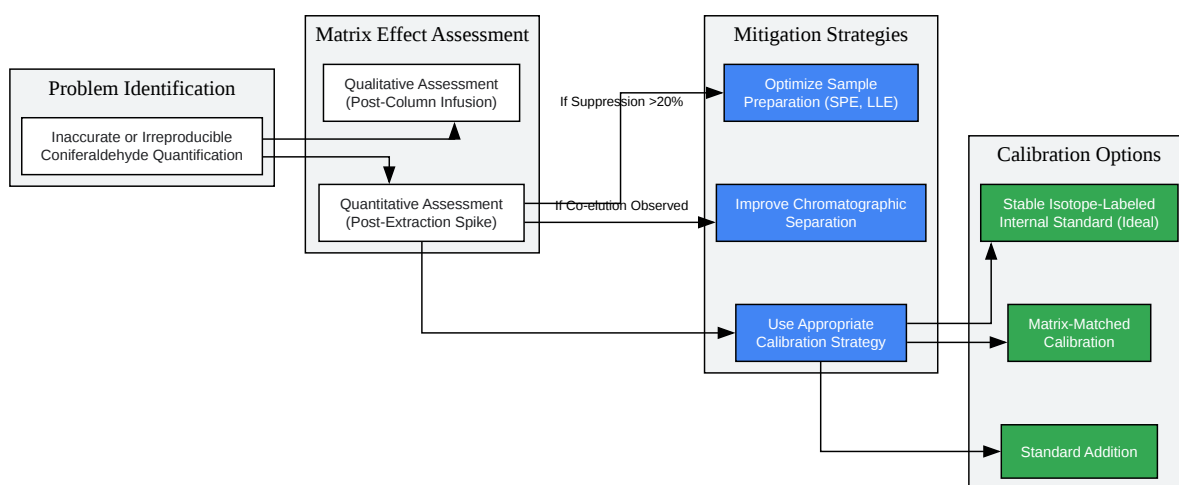 Problem Identification
Inaccurate or Irreproducible
Coniferaldehyde Quantification
Matrix Effect Assessment
Qualitative Assessment
(Post-Column Infusion)
Quantitative Assessment
(Post-Extraction Spike)
If Suppression >20%
If Co-elution Observed
Mitigation Strategies
Optimize Sample
Preparation (SPE, LLE)
Improve Chromatographic
Separation
Use Appropriate
Calibration Strategy
Calibration Options
Stable Isotope-Labeled
Internal Standard (Ideal)
Matrix-Matched
Calibration
Standard Addition